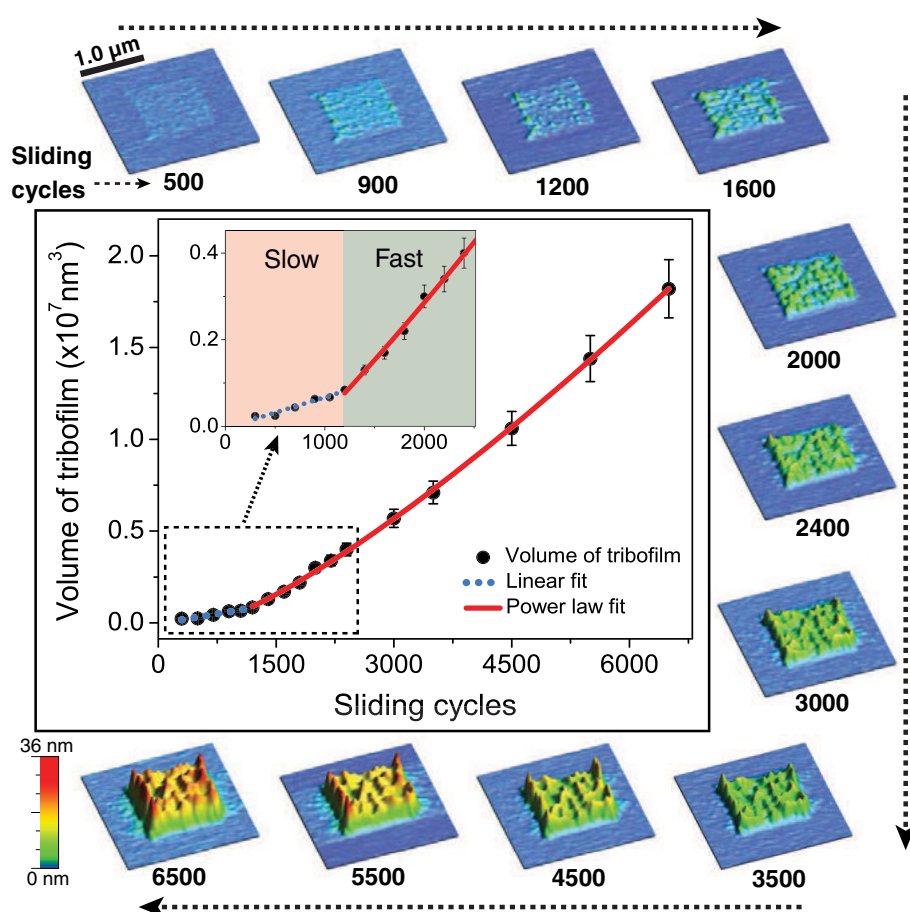 1.0 µm
Sliding
cycles
500
900
1200
1600
2000
2400
3000
3500
4500
5500
6500
Volume of tribofilm (x10⁷nm³)
2.0
1.5
1.0
0.5
0.0
0 1500 3000 4500 6000
Sliding cycles
0.4
0.2
0.0
0 1000 2000
Slow Fast
Volume of tribofilm
Linear fit
Power law fit
36 nm
0 nm